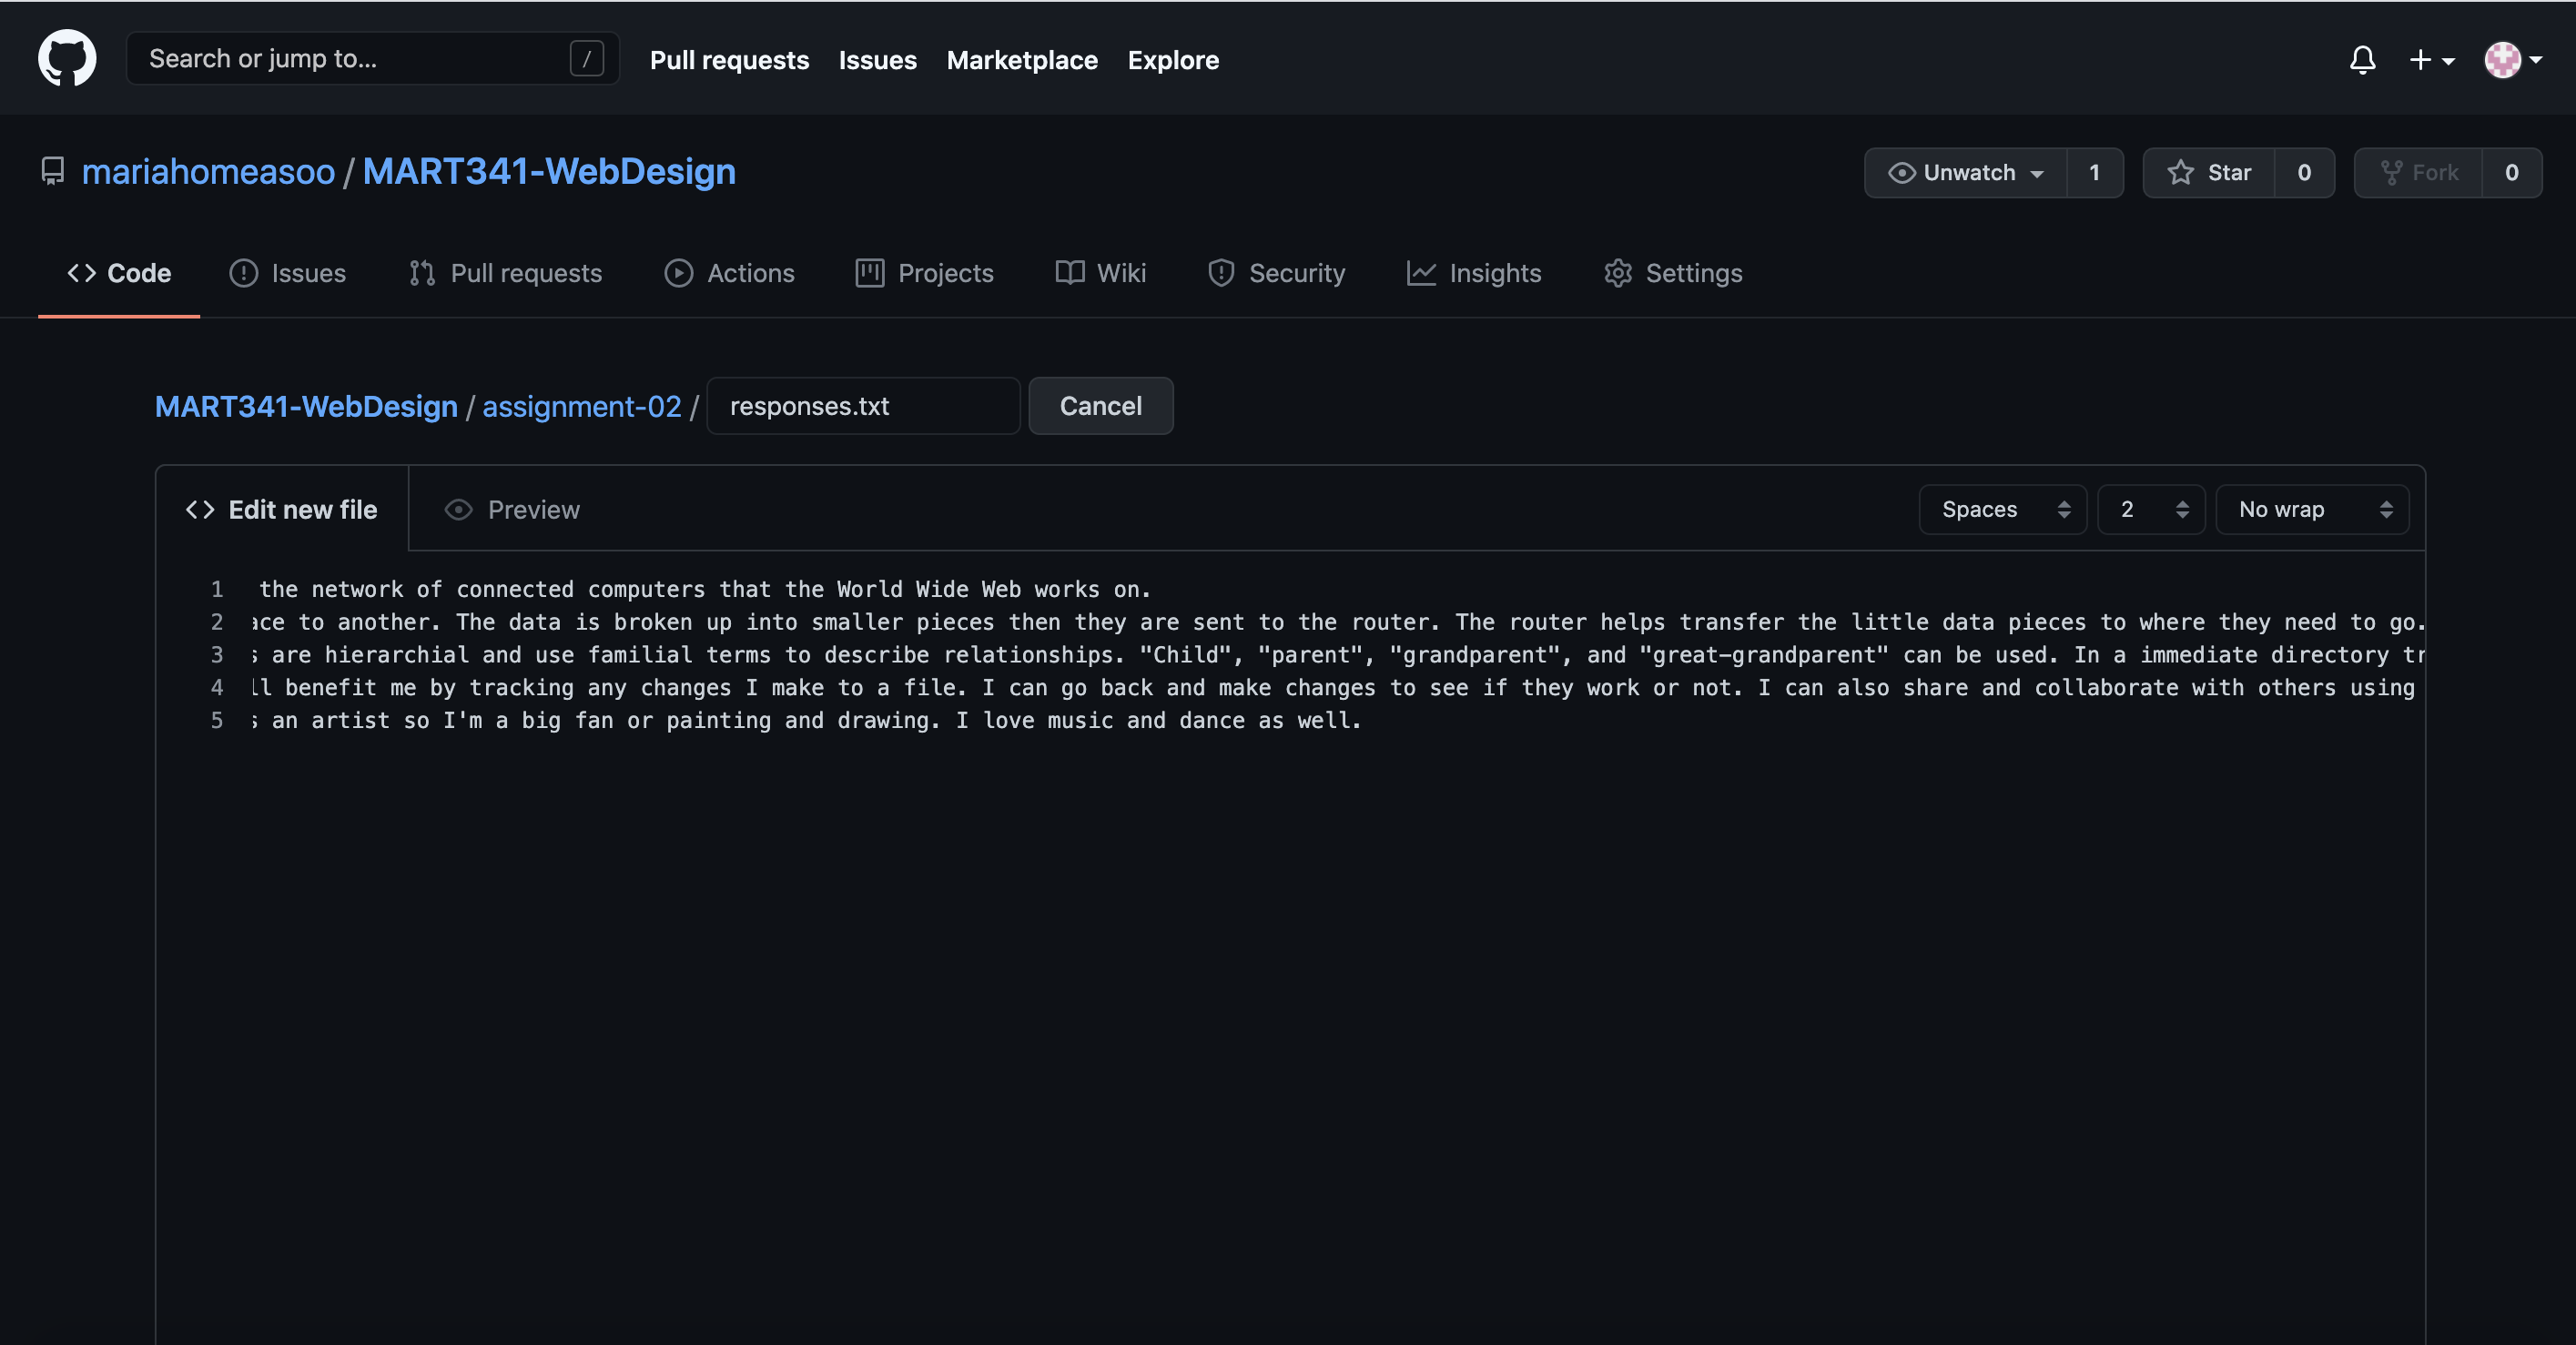 Search or jump to... /
Pull requests Issues Marketplace Explore
mariahomeasoo / MART341-WebDesign
Unwatch 1 Star 0 Fork 0
Code Issues Pull requests Actions Projects Wiki Security Insights Settings
MART341-WebDesign / assignment-02 / responses.txt Cancel
Edit new file Preview Spaces 2 No wrap
1 the network of connected computers that the World Wide Web works on.
2 ace to another. The data is broken up into smaller pieces then they are sent to the router. The router helps transfer the little data pieces to where they need to go.
3 s are hierarchial and use familial terms to describe relationships. "Child", "parent", "grandparent", and "great-grandparent" can be used. In a immediate directory tr
4 ll benefit me by tracking any changes I make to a file. I can go back and make changes to see if they work or not. I can also share and collaborate with others using
5 s an artist so I'm a big fan or painting and drawing. I love music and dance as well.